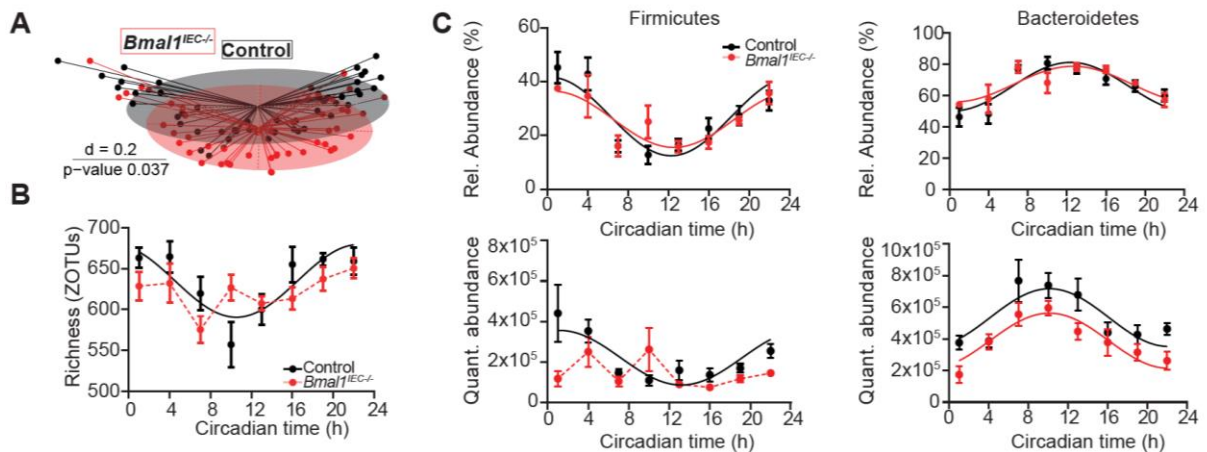 A
Bmal1IEC-/-
Control
d = 0.2
p-value 0.037
B
Richness (ZOTUs)
700
650
600
550
500
Control
Bmal1IEC-/-
0 4 8 12 16 20 24
Circadian time (h)
C
Firmicutes
Rel. Abundance (%)
60
40
20
0
Control
Bmal1IEC-/-
0 4 8 12 16 20 24
Circadian time (h)
Bacteroidetes
Rel. Abundance (%)
100
80
60
40
20
0
0 4 8 12 16 20 24
Circadian time (h)
Quant. abundance
8x10⁵
6x10⁵
4x10⁵
2x10⁵
0
0 4 8 12 16 20 24
Circadian time (h)
Quant. abundance
10x10⁵
8x10⁵
6x10⁵
4x10⁵
2x10⁵
0
0 4 8 12 16 20 24
Circadian time (h)